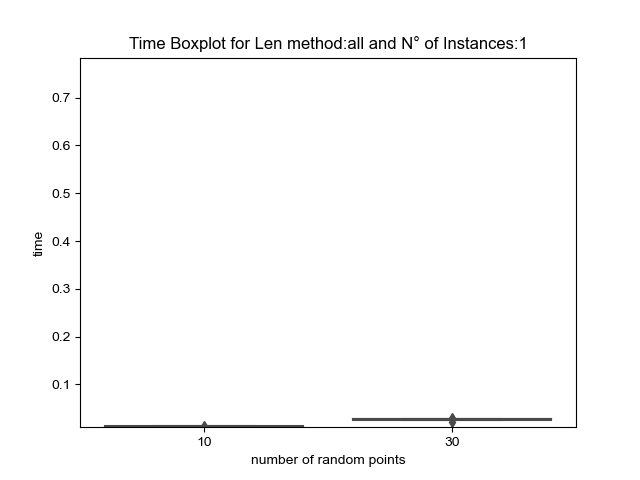 Time Boxplot for Len method:all and N° of Instances:1
0.7
0.6
0.5
0.4
0.3
0.2
0.1
time
10 30
number of random points